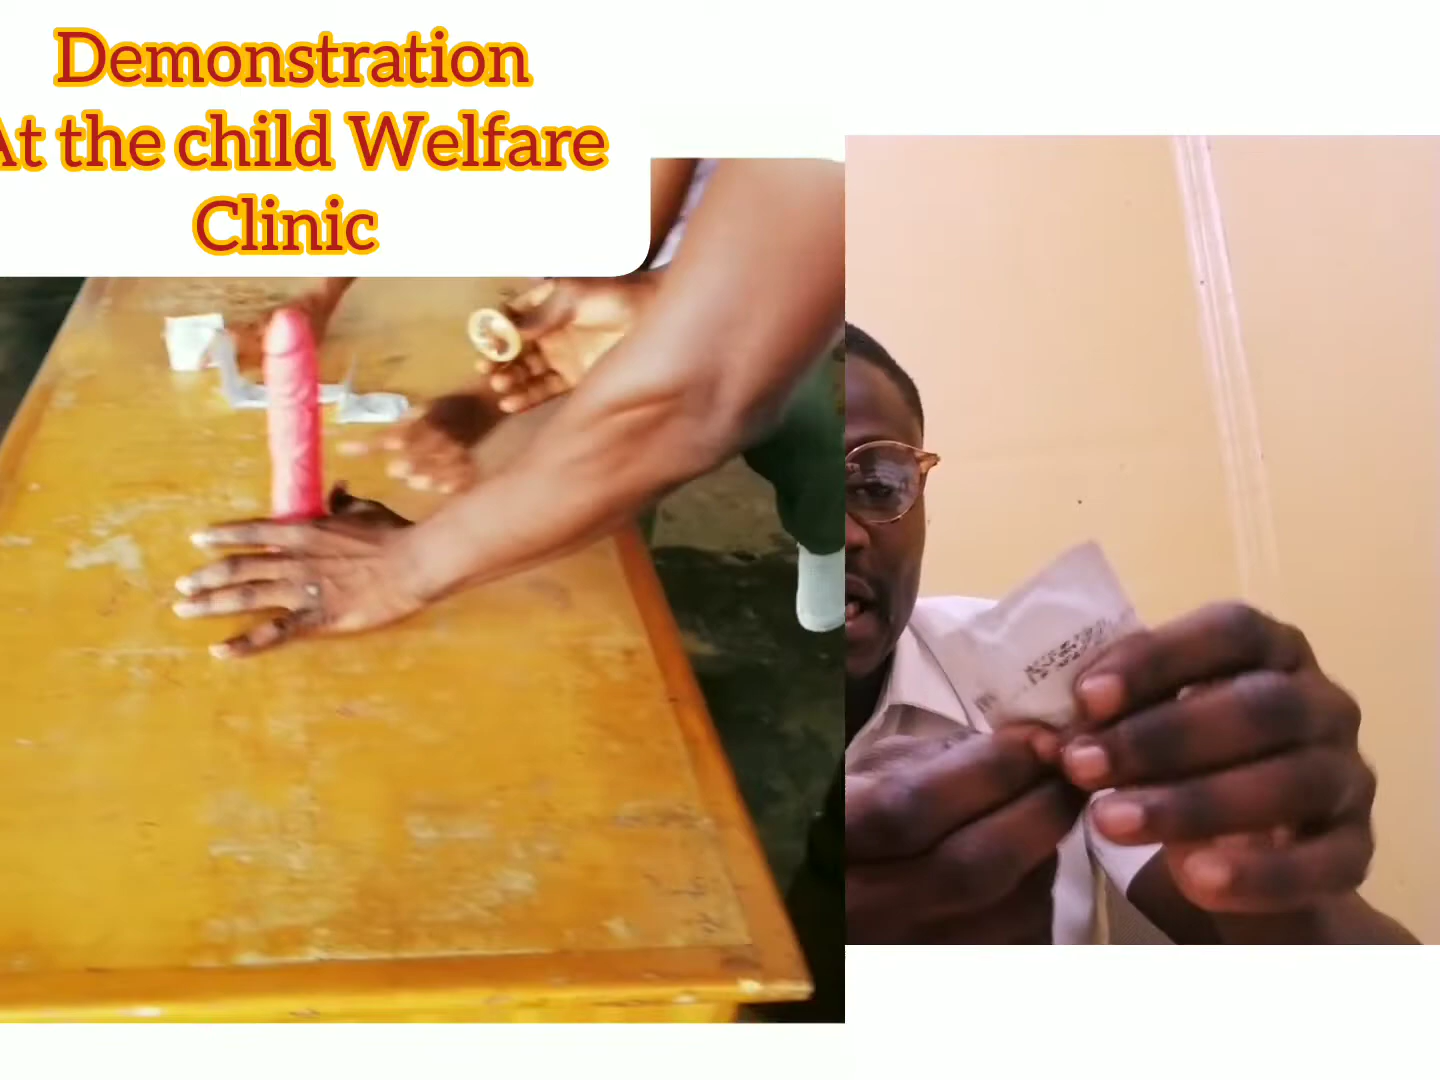 Demonstration
At the child Welfare
Clinic